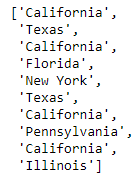 ['California',
'Texas',
'California',
'Florida',
'New York',
'Texas',
'California',
'Pennsylvania',
'California',
'Illinois']